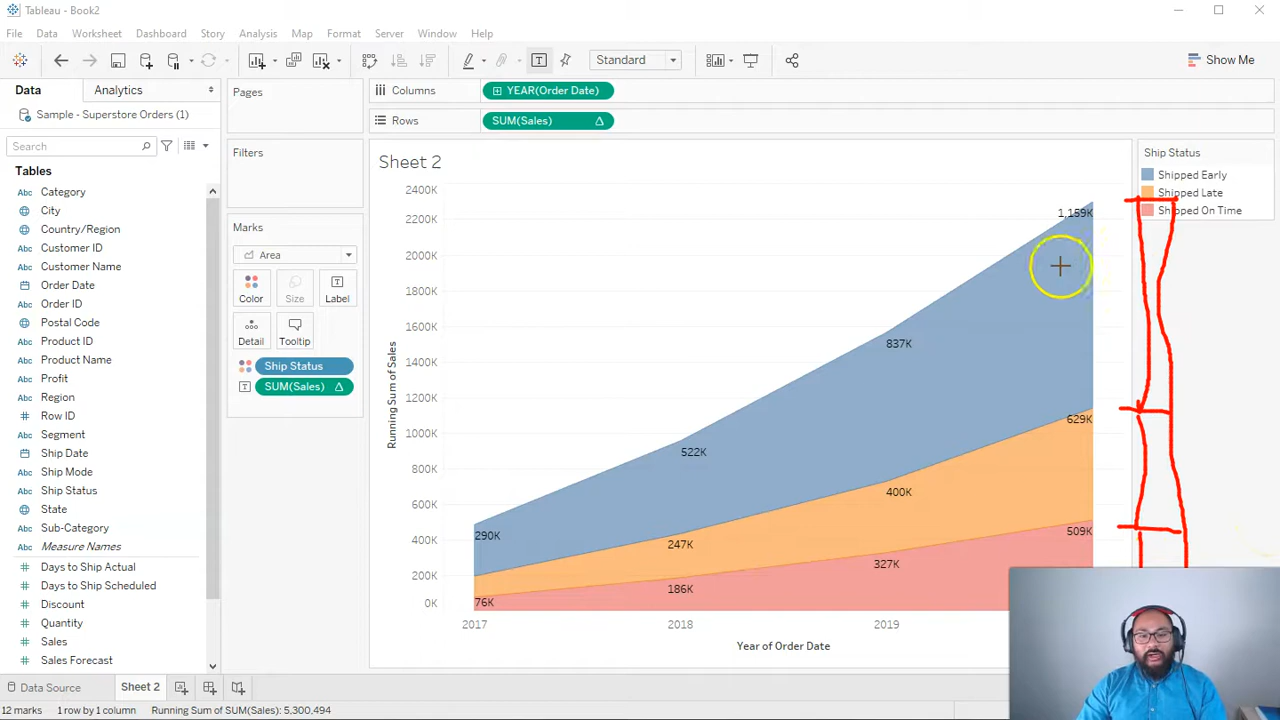 Tableau - Book2
File Data Worksheet Dashboard Story Analysis Map Format Server Window Help
Standard
Show Me
Data Analytics
Sample - Superstore Orders (1)
Search
Tables
Category
City
Country/Region
Customer ID
Customer Name
Order Date
Order ID
Postal Code
Product ID
Product Name
Profit
Region
Row ID
Segment
Ship Date
Ship Mode
Ship Status
State
Sub-Category
Measure Names
Days to Ship Actual
Days to Ship Scheduled
Discount
Quantity
Sales
Sales Forecast
Pages
Filters
Marks
Area
Color Size Label
Detail Tooltip
Ship Status
SUM(Sales)
Columns YEAR(Order Date)
Rows SUM(Sales)
Sheet 2
Running Sum of Sales
2400K
2200K
2000K
1800K
1600K
1400K
1200K
1000K
800K
600K
400K
200K
0K
1,159K
837K
522K
290K
629K
400K
247K
509K
327K
186K
76K
2017 2018 2019
Year of Order Date
Ship Status
Shipped Early
Shipped Late
Shipped On Time
Data Source Sheet 2
12 marks 1 row by 1 column Running Sum of SUM(Sales): 5,300,494